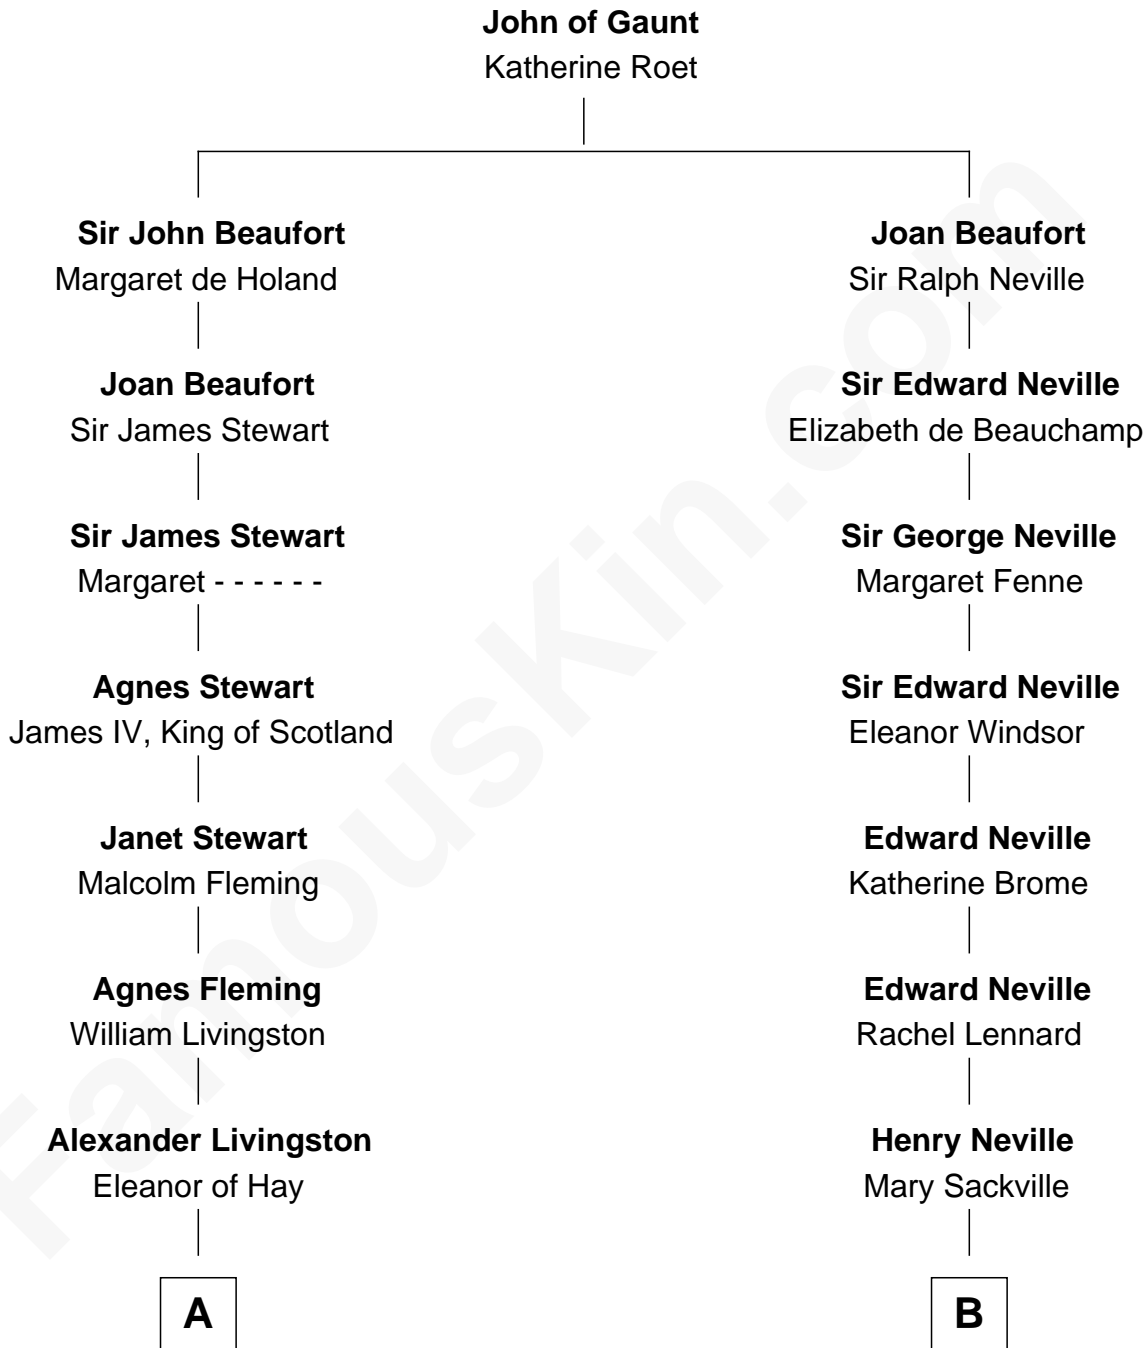 John of Gaunt
Katherine Roet
Sir John Beaufort
Margaret de Holand
Joan Beaufort
Sir Ralph Neville
Joan Beaufort
Sir James Stewart
Sir Edward Neville
Elizabeth de Beauchamp
Sir James Stewart
Margaret - - - - - -
Sir George Neville
Margaret Fenne
Agnes Stewart
James IV, King of Scotland
Sir Edward Neville
Eleanor Windsor
Janet Stewart
Malcolm Fleming
Edward Neville
Katherine Brome
Agnes Fleming
William Livingston
Edward Neville
Rachel Lennard
Alexander Livingston
Eleanor of Hay
Henry Neville
Mary Sackville
A
B
FamousKin.com